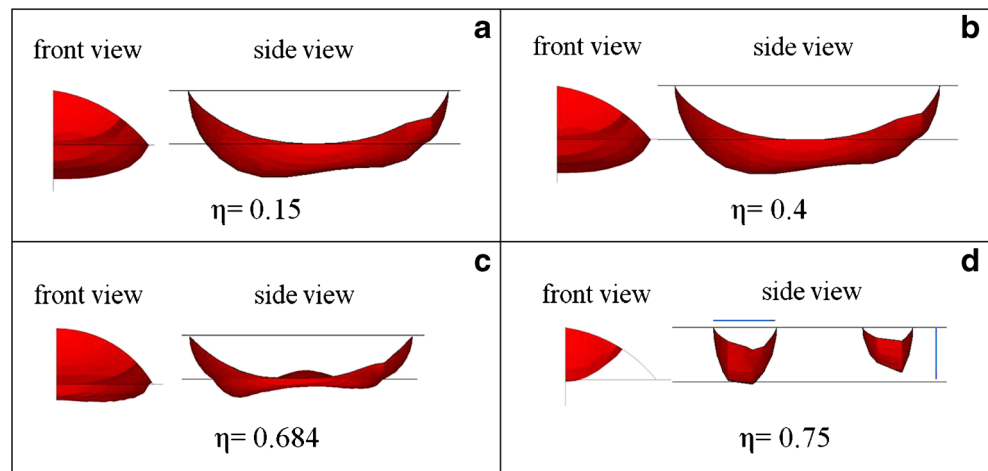 a
front view side view
η= 0.15
b
front view side view
η= 0.4
c
front view side view
η= 0.684
d
front view side view
η= 0.75